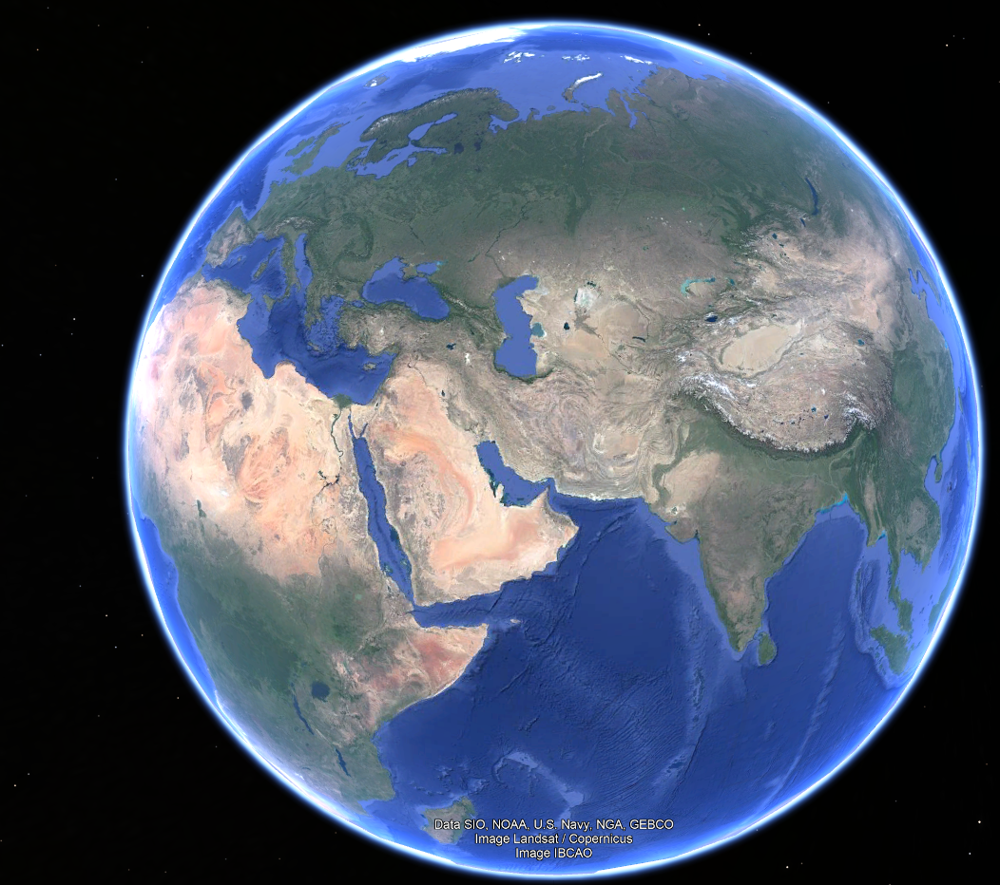 Data SIO, NOAA, U.S. Navy, NGA, GEBCO
Image Landsat / Copernicus
Image IBCAO